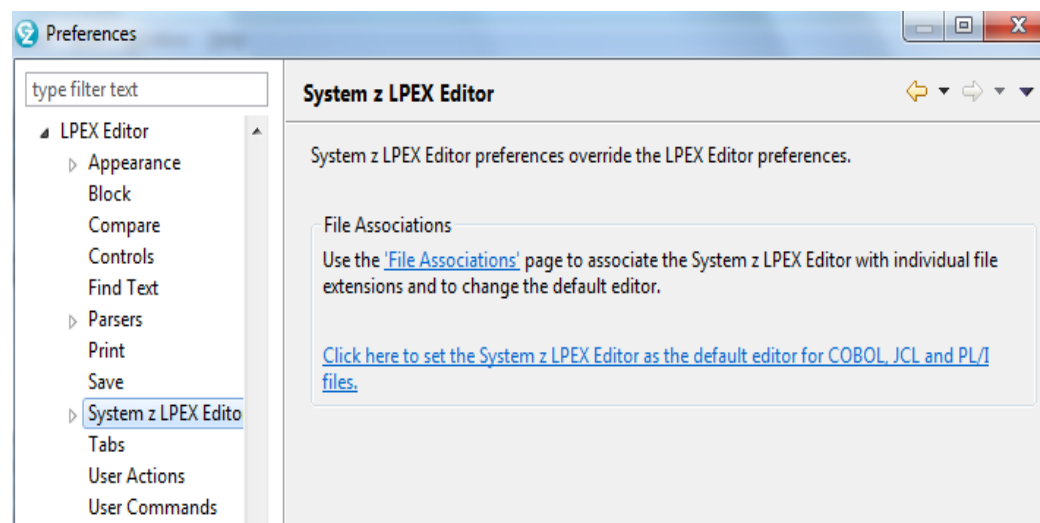 Preferences
type filter text
LPEX Editor
Appearance
Block
Compare
Controls
Find Text
Parsers
Print
Save
System z LPEX Edito
Tabs
User Actions
User Commands
System z LPEX Editor
System z LPEX Editor preferences override the LPEX Editor preferences.
File Associations
Use the 'File Associations' page to associate the System z LPEX Editor with individual file
extensions and to change the default editor.
Click here to set the System z LPEX Editor as the default editor for COBOL, JCL and PL/I
files.